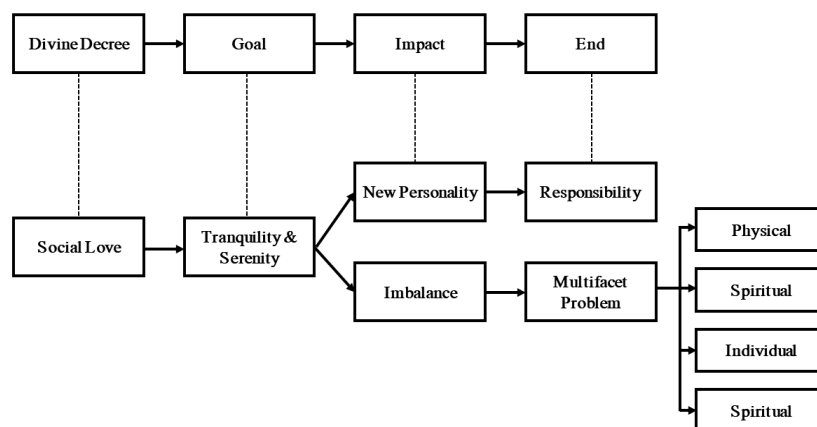 Divine Decree
Goal
Impact
End
New Personality
Responsibility
Social Love
Tranquility &
Serenity
Imbalance
Multifacet
Problem
Physical
Spiritual
Individual
Spiritual